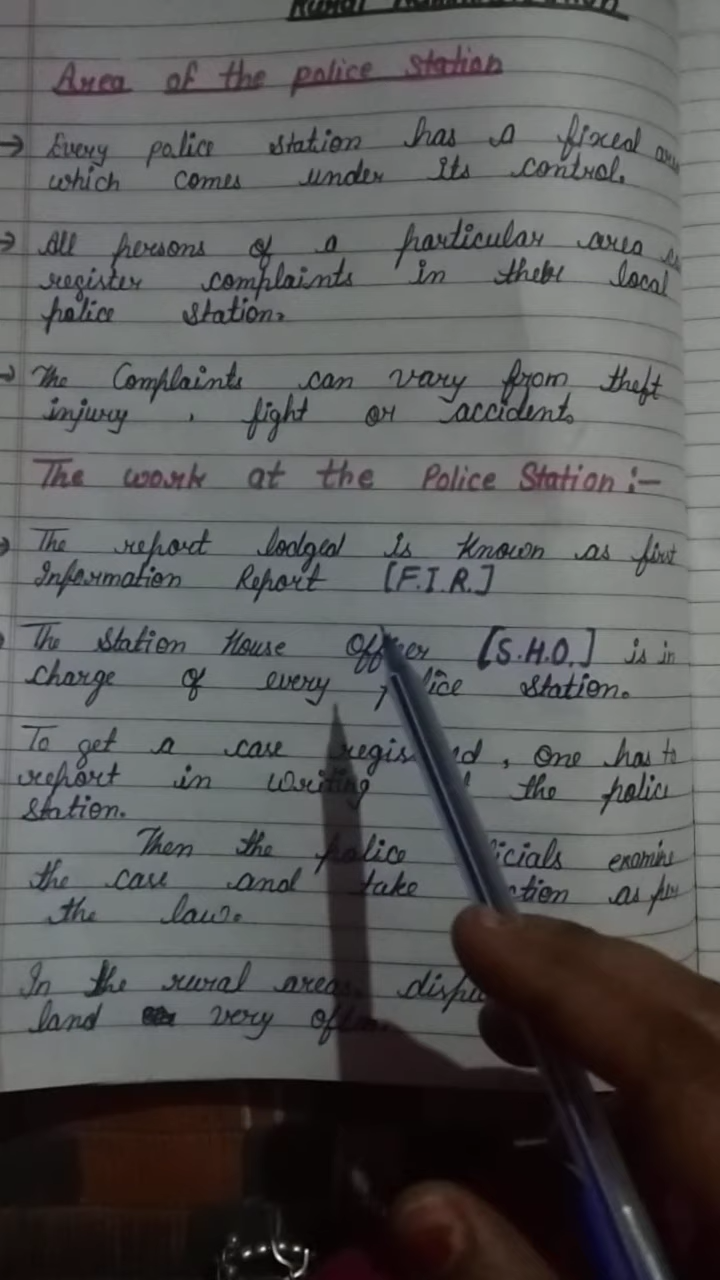 Area of the police station
→ Every police station has a fixed
which comes under its control.
→ All persons of a particular area
register complaints in there local
police station.
→ The Complaints can vary from theft
injury , fight or accident.
The work at the Police Station :-
The report lodged is known as first
Information Report [F.I.R.]
The Station House Officer [S.H.O.] is in
charge of every station.
To get a case , One has to
report in writing the
station.
Then the police examine
the case and take as per
the law.
In the rural
land very